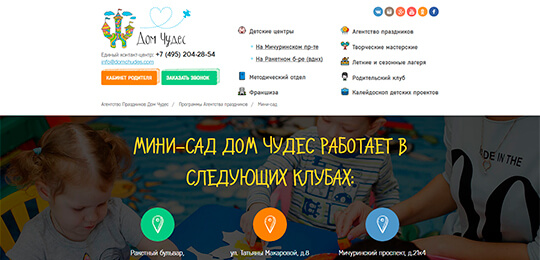 Дом Чудес
Единый контакт-центр: +7 (495) 204-28-54
info@domchudes.com
КАБИНЕТ РОДИТЕЛЯ
ЗАКАЗАТЬ ЗВОНОК
Детские центры
На Мичуринском пр-те
На Ракетном б-ре (вднх)
Методический отдел
Франшиза
Агентство праздников
Творческие мастерские
Летние и сезонные лагеря
Родительский клуб
Калейдоскоп детских проектов
Агентство Праздников Дом Чудес / Программы Агентства праздников / Мини-сад
МИНИ-САД ДОМ ЧУДЕС РАБОТАЕТ В
СЛЕДУЮЩИХ КЛУБАХ:
Ракетный бульвар,
ул. Татьяны Макаровой, д.8
Мичуринский проспект, д.21к4